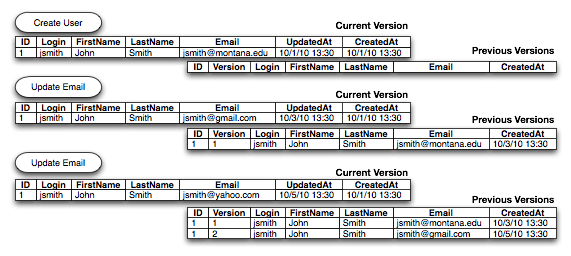 Create User
Current Version
ID Login FirstName LastName Email UpdatedAt CreatedAt
1 jsmith John Smith jsmith@montana.edu 10/1/10 13:30 10/1/10 13:30
Previous Versions
ID Version Login FirstName LastName Email CreatedAt
Update Email
Current Version
ID Login FirstName LastName Email UpdatedAt CreatedAt
1 jsmith John Smith jsmith@gmail.com 10/3/10 13:30 10/1/10 13:30
Previous Versions
ID Version Login FirstName LastName Email CreatedAt
1 1 jsmith John Smith jsmith@montana.edu 10/3/10 13:30
Update Email
Current Version
ID Login FirstName LastName Email UpdatedAt CreatedAt
1 jsmith John Smith jsmith@yahoo.com 10/5/10 13:30 10/1/10 13:30
Previous Versions
ID Version Login FirstName LastName Email CreatedAt
1 1 jsmith John Smith jsmith@montana.edu 10/3/10 13:30
1 2 jsmith John Smith jsmith@gmail.com 10/5/10 13:30